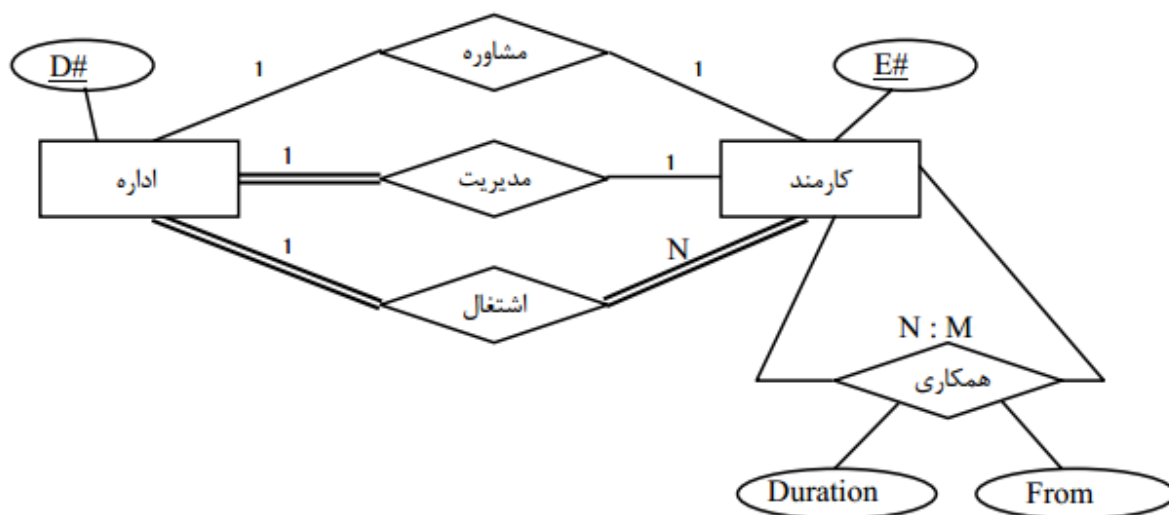 D#
مشاوره
E#
1
1
اداره
1
مدیریت
1
کارمند
1
اشتغال
N
N : M
همکاری
Duration
From